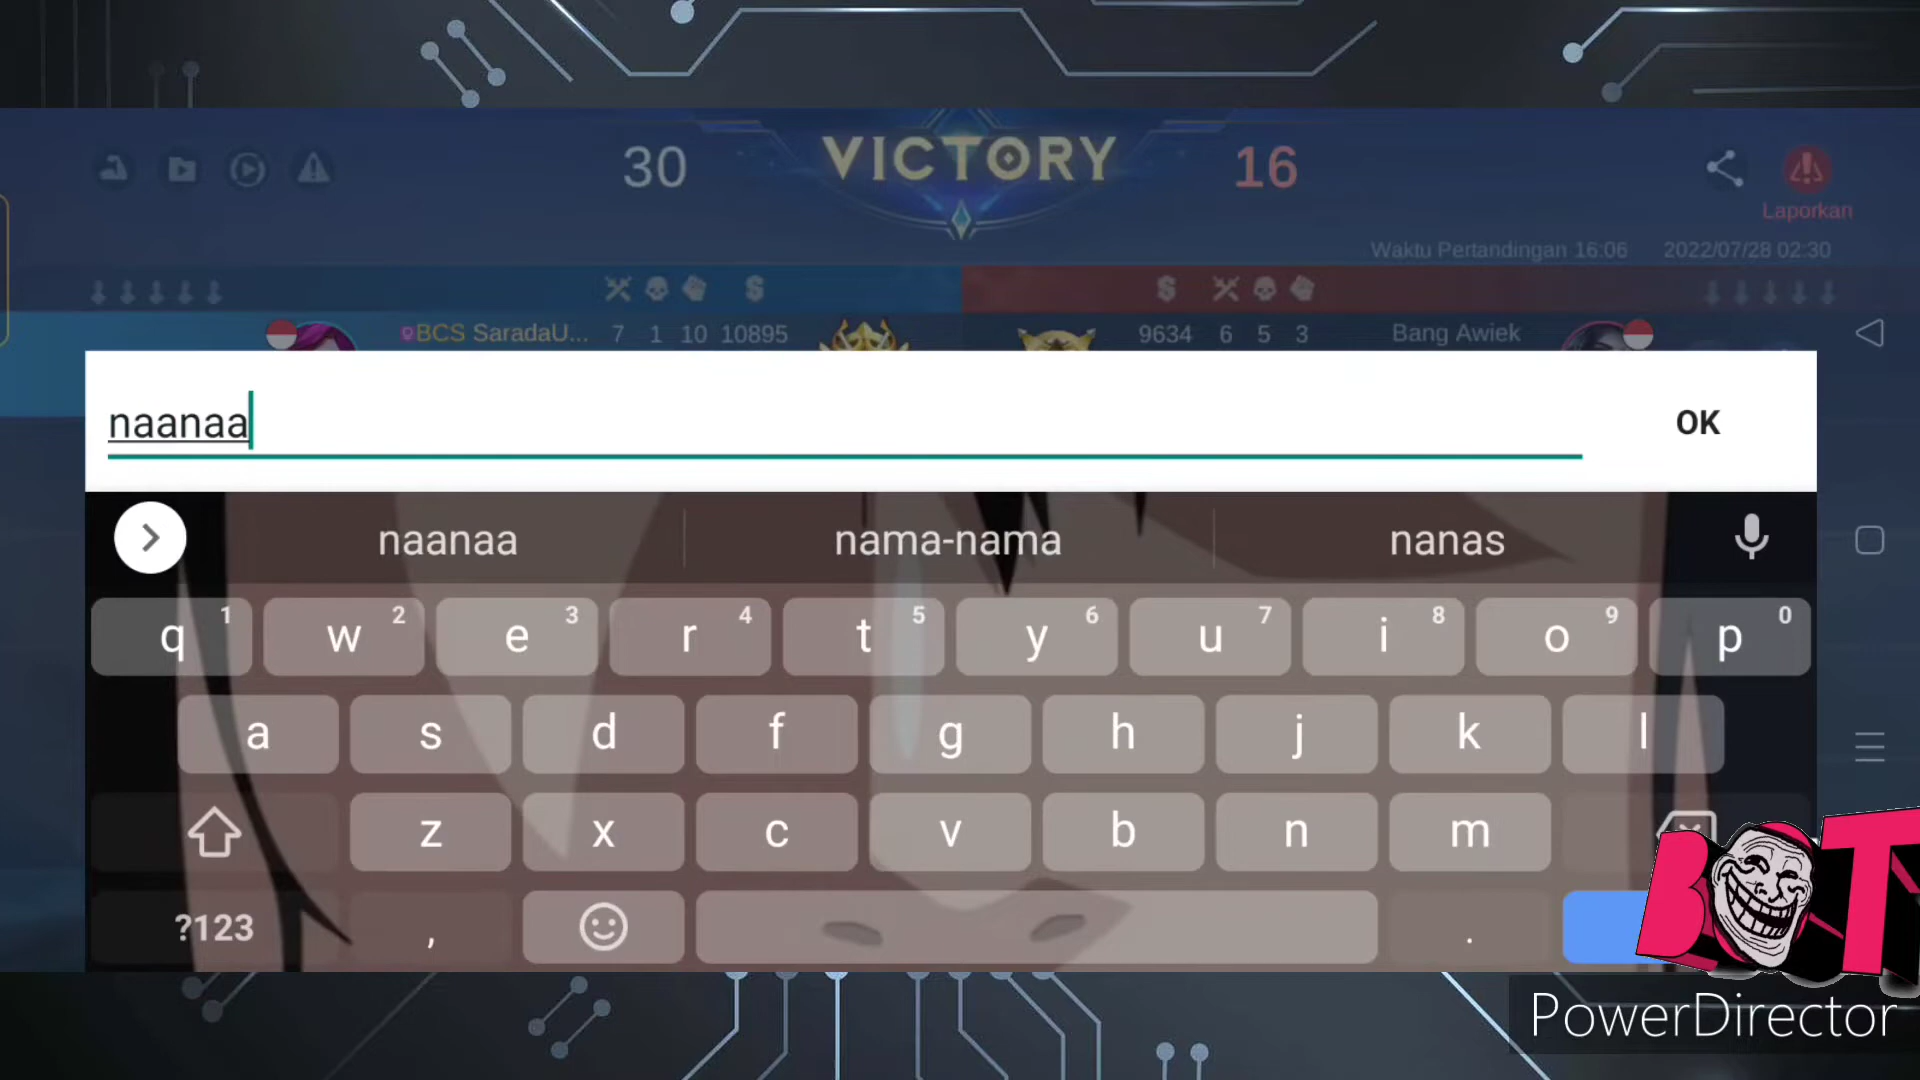 30 VICTORY 16
Laporkan
Waktu Pertandingan 16:06 2022/07/28 02:30
BCS SaradaU... 7 1 10 10895 9634 6 5 3 Bang Awiek
naanaa OK
naanaa nama-nama nanas
q 1 w 2 e 3 r 4 t 5 y 6 u 7 i 8 o 9 p 0
a s d f g h j k l
z x c v b n m
?123 , .
BOT
PowerDirector